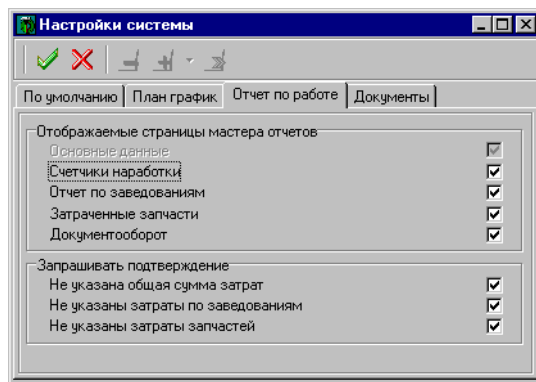 Настройки системы
По умолчанию План график Отчет по работе Документы
Отображаемые страницы мастера отчетов
Основные данные
Счетчики наработки
Отчет по заведованиям
Затраченные запчасти
Документооборот
Запрашивать подтверждение
Не указана общая сумма затрат
Не указаны затраты по заведованиям
Не указаны затраты запчастей